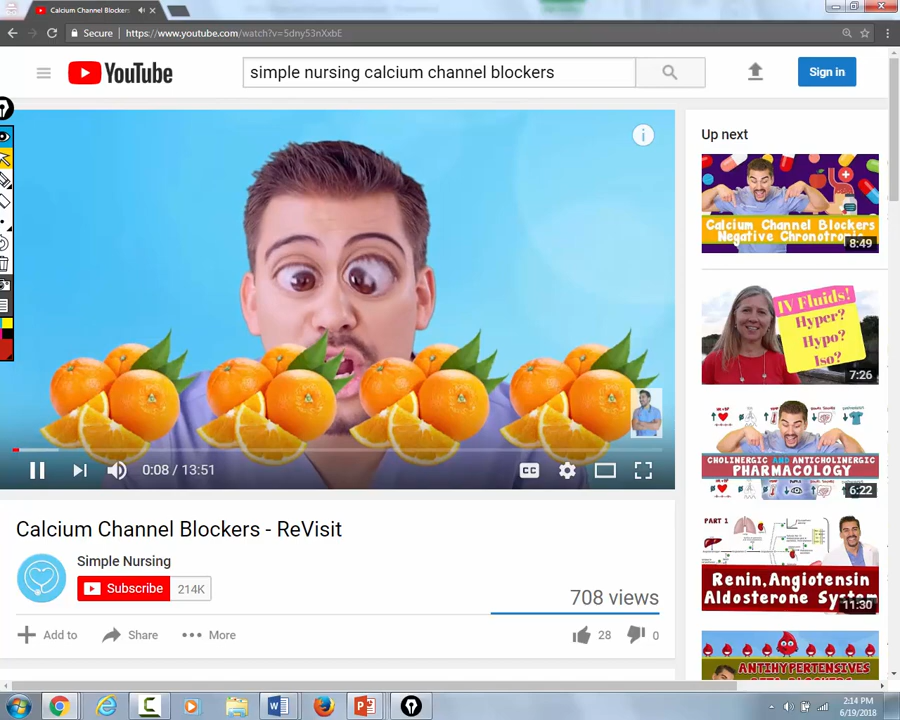 Calcium Channel Blockers
Secure
https://www.youtube.com/watch?v=5dny53nXxbE
YouTube
simple nursing calcium channel blockers
Sign in
Up next
Calcium Channel Blockers
Negative Chronotropic
8:49
IV Fluids!
Hyper?
Hypo?
Iso?
7:26
CHOLINERGIC AND ANTICHOLINERGIC
PHARMACOLOGY
6:22
PART 1
Renin,Angiotensin
Aldosterone System
11:30
ANTIHYPERTENSIVES
0:08 / 13:51
CC
Calcium Channel Blockers - ReVisit
Simple Nursing
Subscribe
214K
708 views
Add to
Share
More
28
0
2:14 PM
6/19/2018